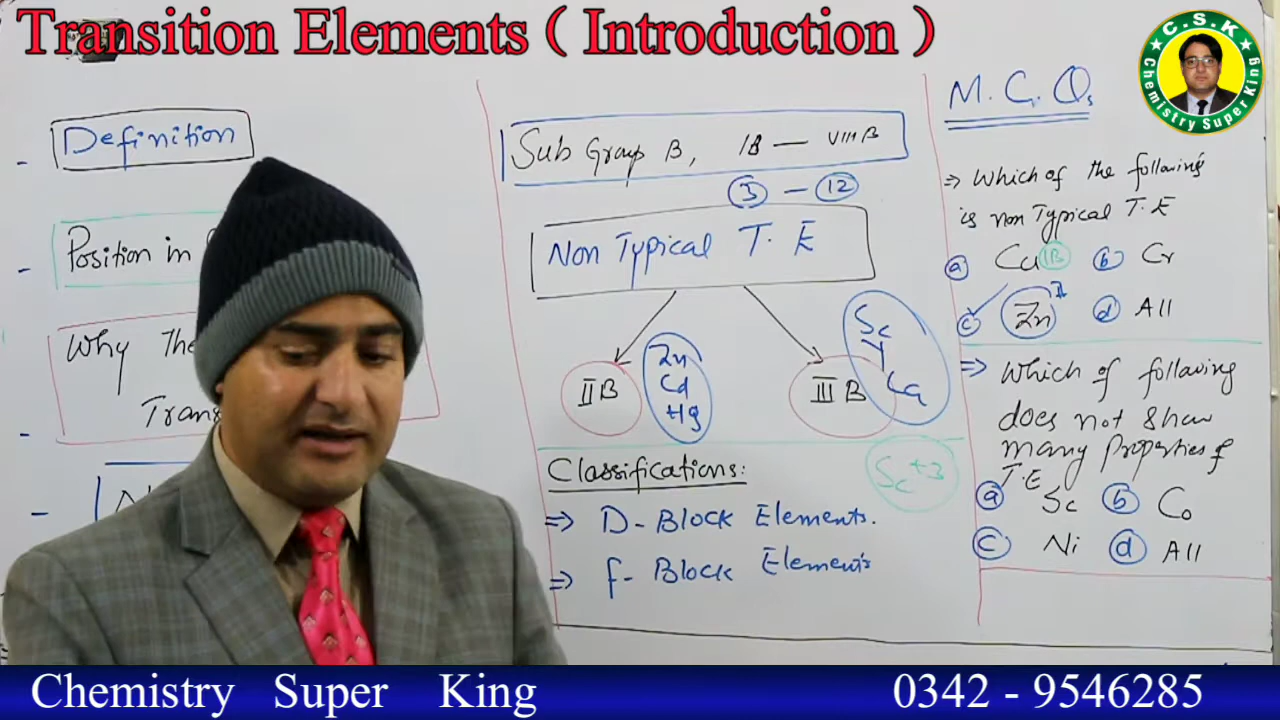 Transition Elements ( Introduction )
C.S.K
Chemistry Super King
- Definition
- Position in
Why The
Trans
-
Sub Group B, IB — VIIIB
3 — 12
Non Typical T. E
IIB
Zn
Cd
Hg
IIIB
Sc
Y
La
Sc+3
Classifications:
⇒ D-Block Elements.
⇒ f-Block Elements
M.C.Qs
⇒ Which of the following
is non Typical T.E
a Cu IB b Cr
c Zn II d All
⇒ Which of following
does not show
many Properties of
T.E
a Sc b Co
c Ni d All
Chemistry Super King
0342 - 9546285